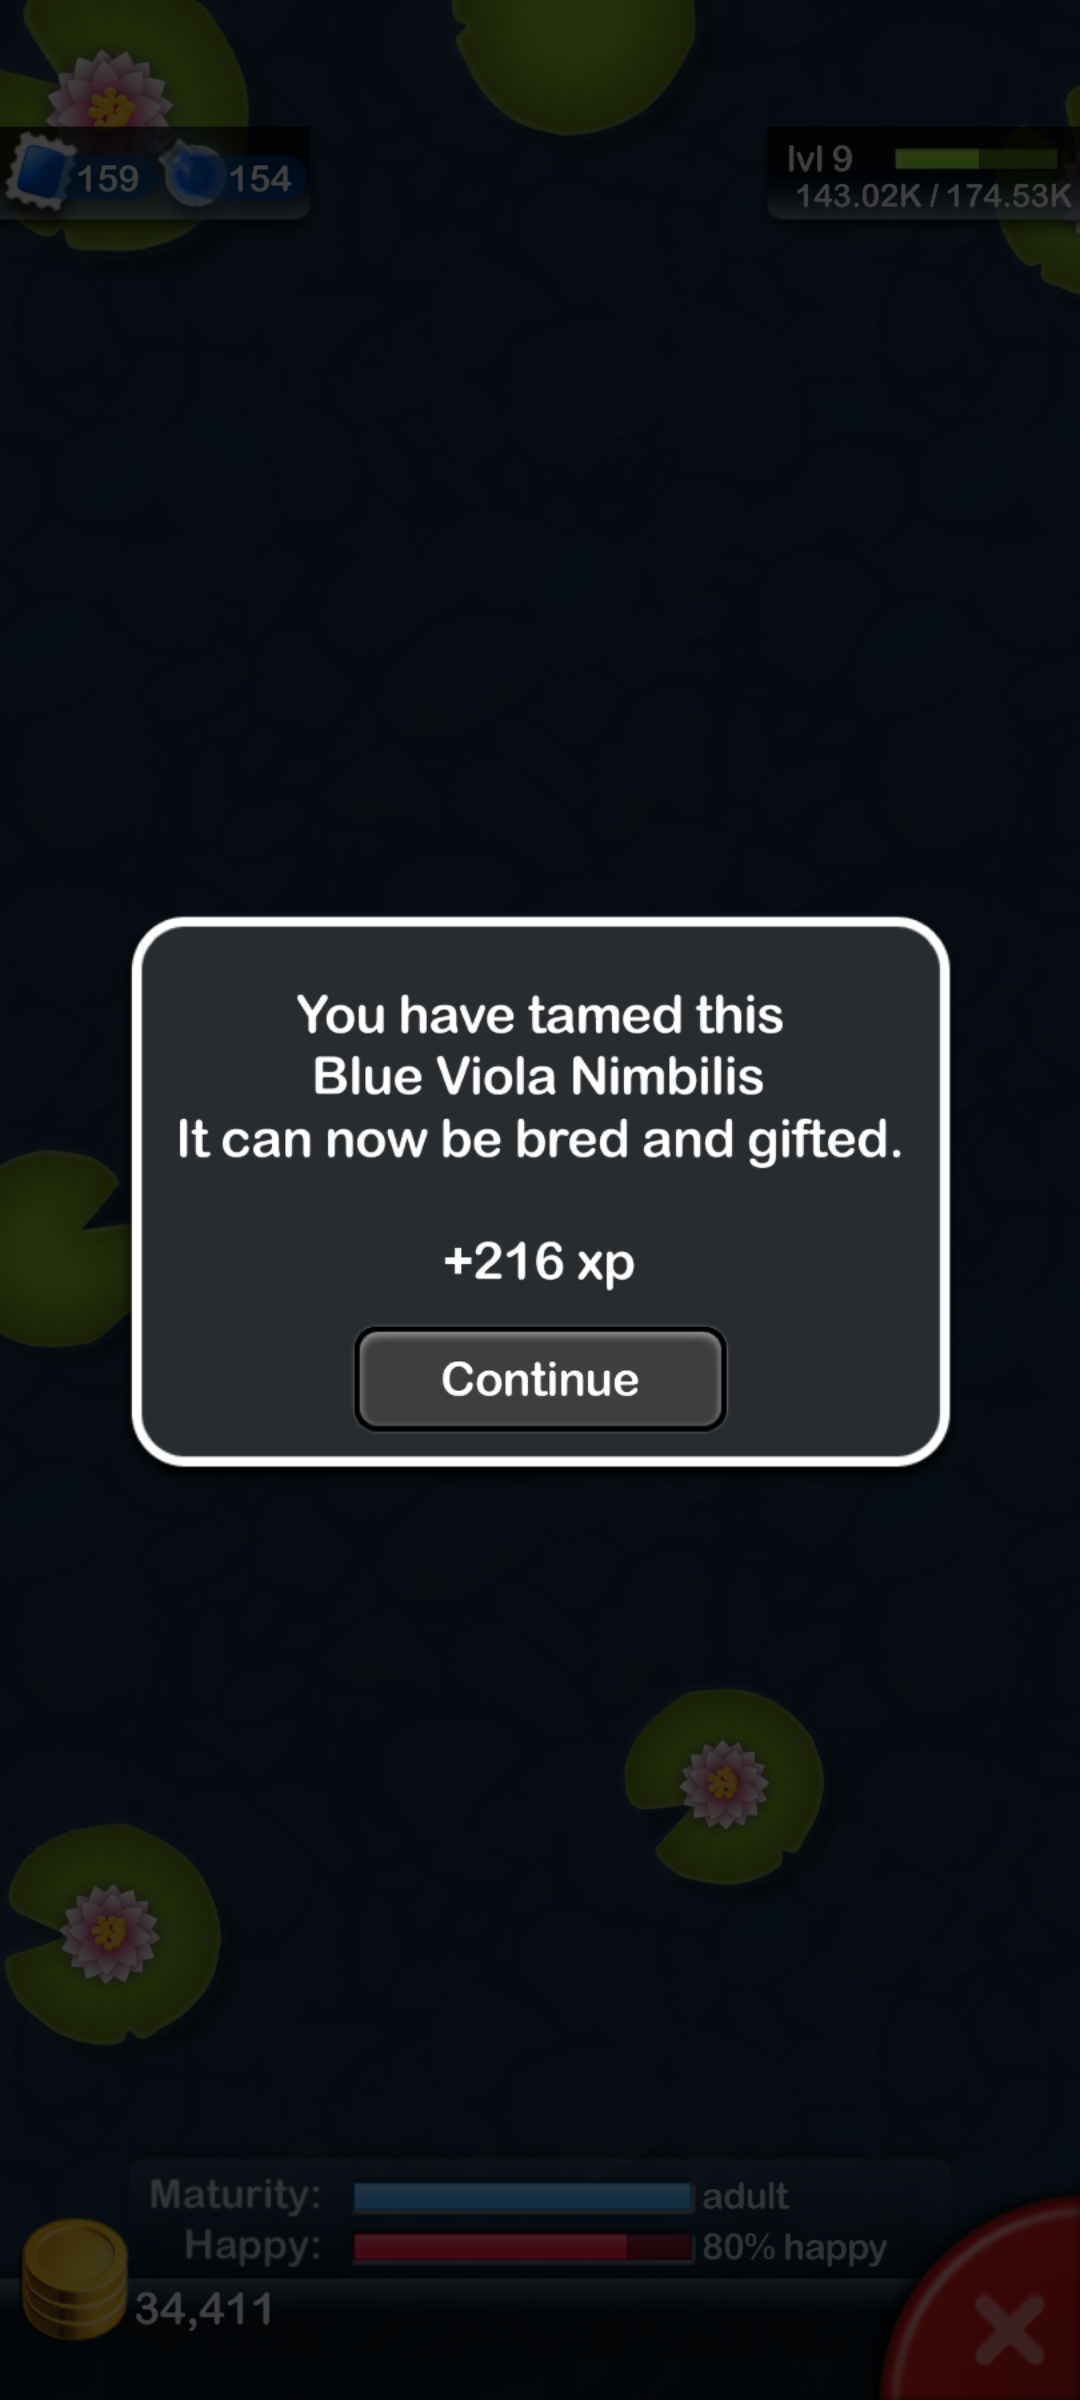 159 154
lvl 9
143.02K / 174.53K
You have tamed this
Blue Viola Nimbilis
It can now be bred and gifted.
+216 xp
Continue
Maturity: adult
Happy: 80% happy
34,411